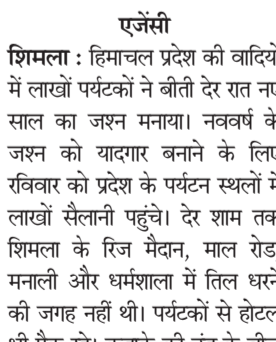 एजेंसी
शिमला : हिमाचल प्रदेश की वादियों
में लाखों पर्यटकों ने बीती देर रात नए
साल का जश्न मनाया। नववर्ष के
जश्न को यादगार बनाने के लिए
रविवार को प्रदेश के पर्यटन स्थलों में
लाखों सैलानी पहुंचे। देर शाम तक
शिमला के रिज मैदान, माल रोड
मनाली और धर्मशाला में तिल धरने
की जगह नहीं थी। पर्यटकों से होटल